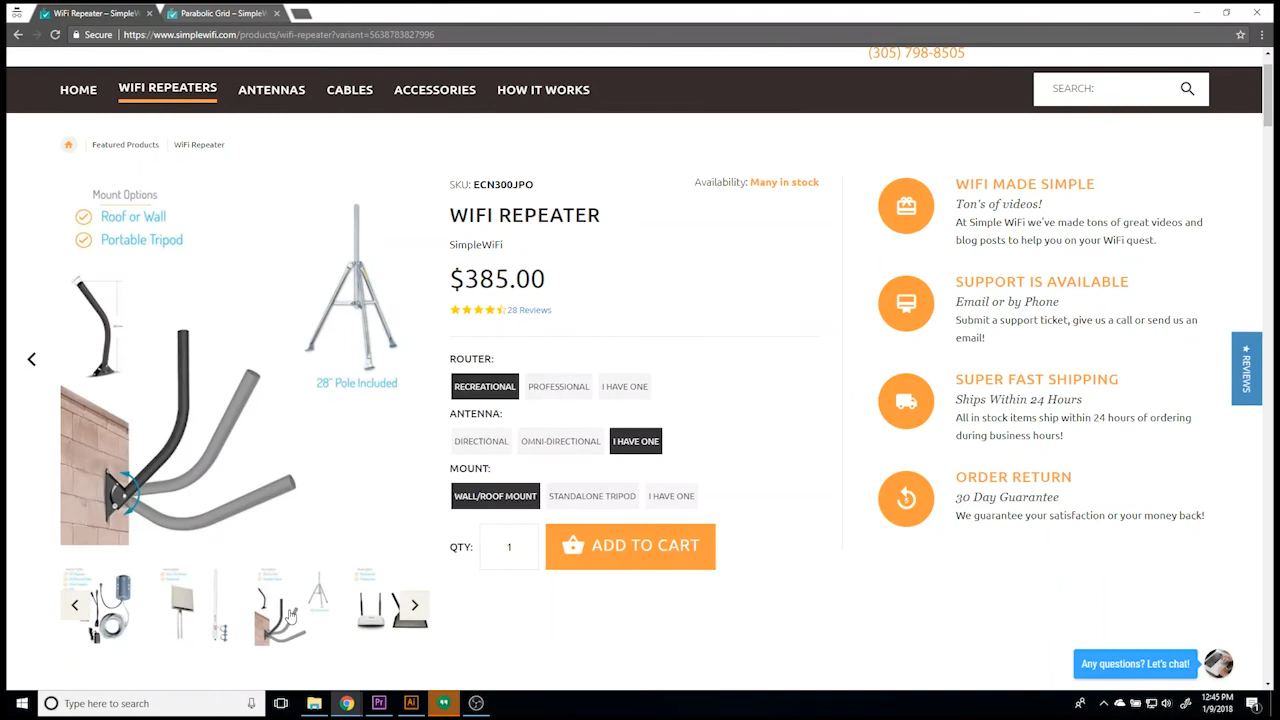 WiFi Repeater – SimpleW
Parabolic Grid – SimpleWi
Secure
https://www.simplewifi.com/products/wifi-repeater?variant=5638783827996
(305) 798-8505
HOME
WIFI REPEATERS
ANTENNAS
CABLES
ACCESSORIES
HOW IT WORKS
SEARCH:
Featured Products
WiFi Repeater
Mount Options
Roof or Wall
Portable Tripod
28" Pole Included
SKU: ECN300JPO
Availability: Many in stock
WIFI REPEATER
SimpleWiFi
$385.00
28 Reviews
ROUTER:
RECREATIONAL
PROFESSIONAL
I HAVE ONE
ANTENNA:
DIRECTIONAL
OMNI-DIRECTIONAL
I HAVE ONE
MOUNT:
WALL/ROOF MOUNT
STANDALONE TRIPOD
I HAVE ONE
QTY:
1
ADD TO CART
WIFI MADE SIMPLE
Ton's of videos!
At Simple WiFi we've made tons of great videos and
blog posts to help you on your WiFi quest.
SUPPORT IS AVAILABLE
Email or by Phone
Submit a support ticket, give us a call or send us an
email!
SUPER FAST SHIPPING
Ships Within 24 Hours
All in stock items ship within 24 hours of ordering
during business hours!
ORDER RETURN
30 Day Guarantee
We guarantee your satisfaction or your money back!
★ REVIEWS
Any questions? Let's chat!
Type here to search
Pr
Ai
12:45 PM
1/9/2018